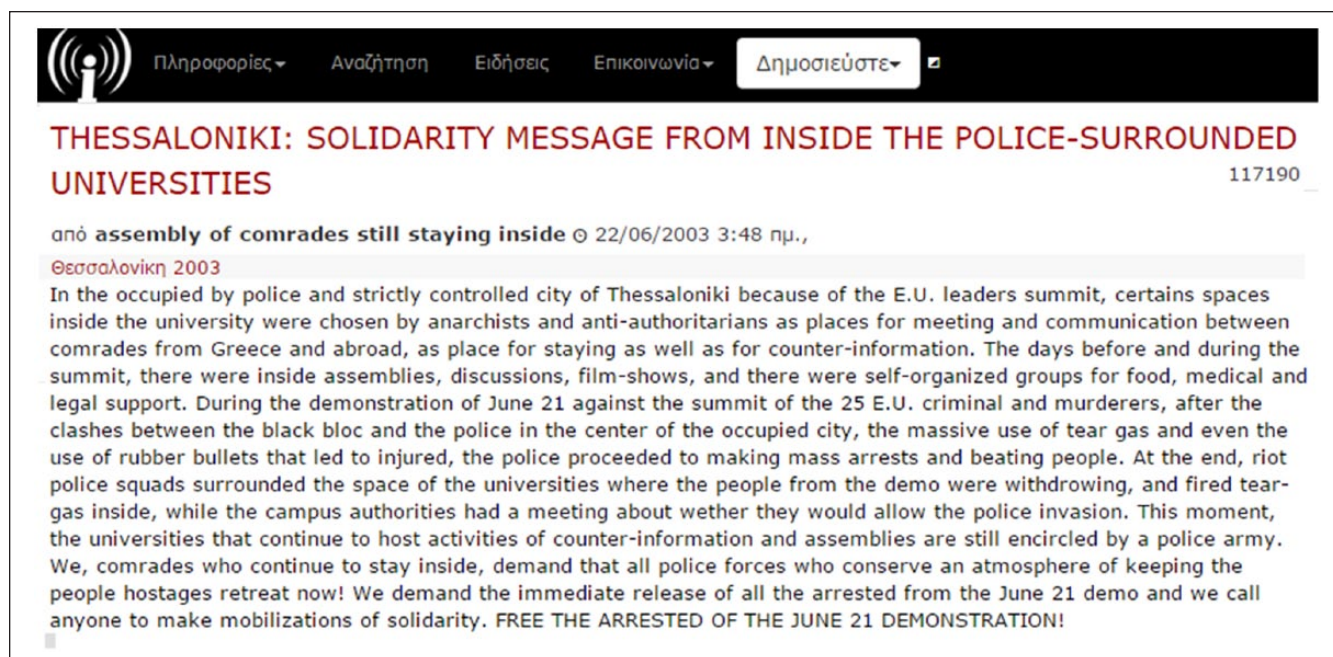 Πληροφορίες Αναζήτηση Ειδήσεις Επικοινωνία Δημοσιεύστε
THESSALONIKI: SOLIDARITY MESSAGE FROM INSIDE THE POLICE-SURROUNDED
UNIVERSITIES
117190
από assembly of comrades still staying inside 22/06/2003 3:48 πμ.,
Θεσσαλονίκη 2003
In the occupied by police and strictly controlled city of Thessaloniki because of the E.U. leaders summit, certains spaces
inside the university were chosen by anarchists and anti-authoritarians as places for meeting and communication between
comrades from Greece and abroad, as place for staying as well as for counter-information. The days before and during the
summit, there were inside assemblies, discussions, film-shows, and there were self-organized groups for food, medical and
legal support. During the demonstration of June 21 against the summit of the 25 E.U. criminal and murderers, after the
clashes between the black bloc and the police in the center of the occupied city, the massive use of tear gas and even the
use of rubber bullets that led to injured, the police proceeded to making mass arrests and beating people. At the end, riot
police squads surrounded the space of the universities where the people from the demo were withdrowing, and fired tear-
gas inside, while the campus authorities had a meeting about wether they would allow the police invasion. This moment,
the universities that continue to host activities of counter-information and assemblies are still encircled by a police army.
We, comrades who continue to stay inside, demand that all police forces who conserve an atmosphere of keeping the
people hostages retreat now! We demand the immediate release of all the arrested from the June 21 demo and we call
anyone to make mobilizations of solidarity. FREE THE ARRESTED OF THE JUNE 21 DEMONSTRATION!